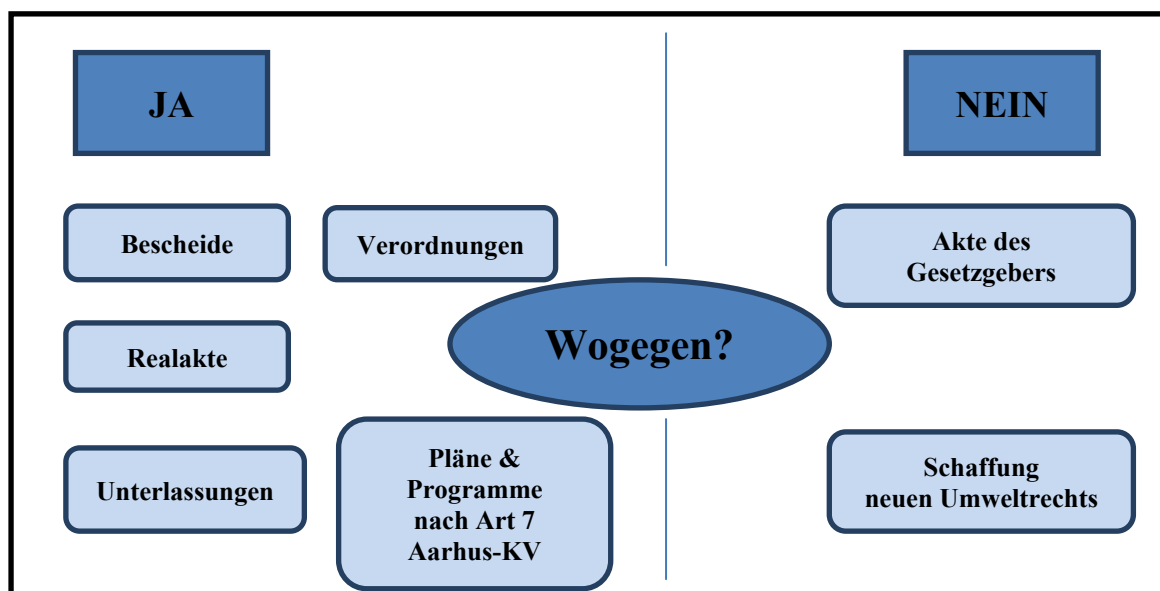 JA
NEIN
Bescheide
Verordnungen
Akte des
Gesetzgebers
Wogegen?
Realakte
Unterlassungen
Pläne &
Programme
nach Art 7
Aarhus-KV
Schaffung
neuen Umweltrechts